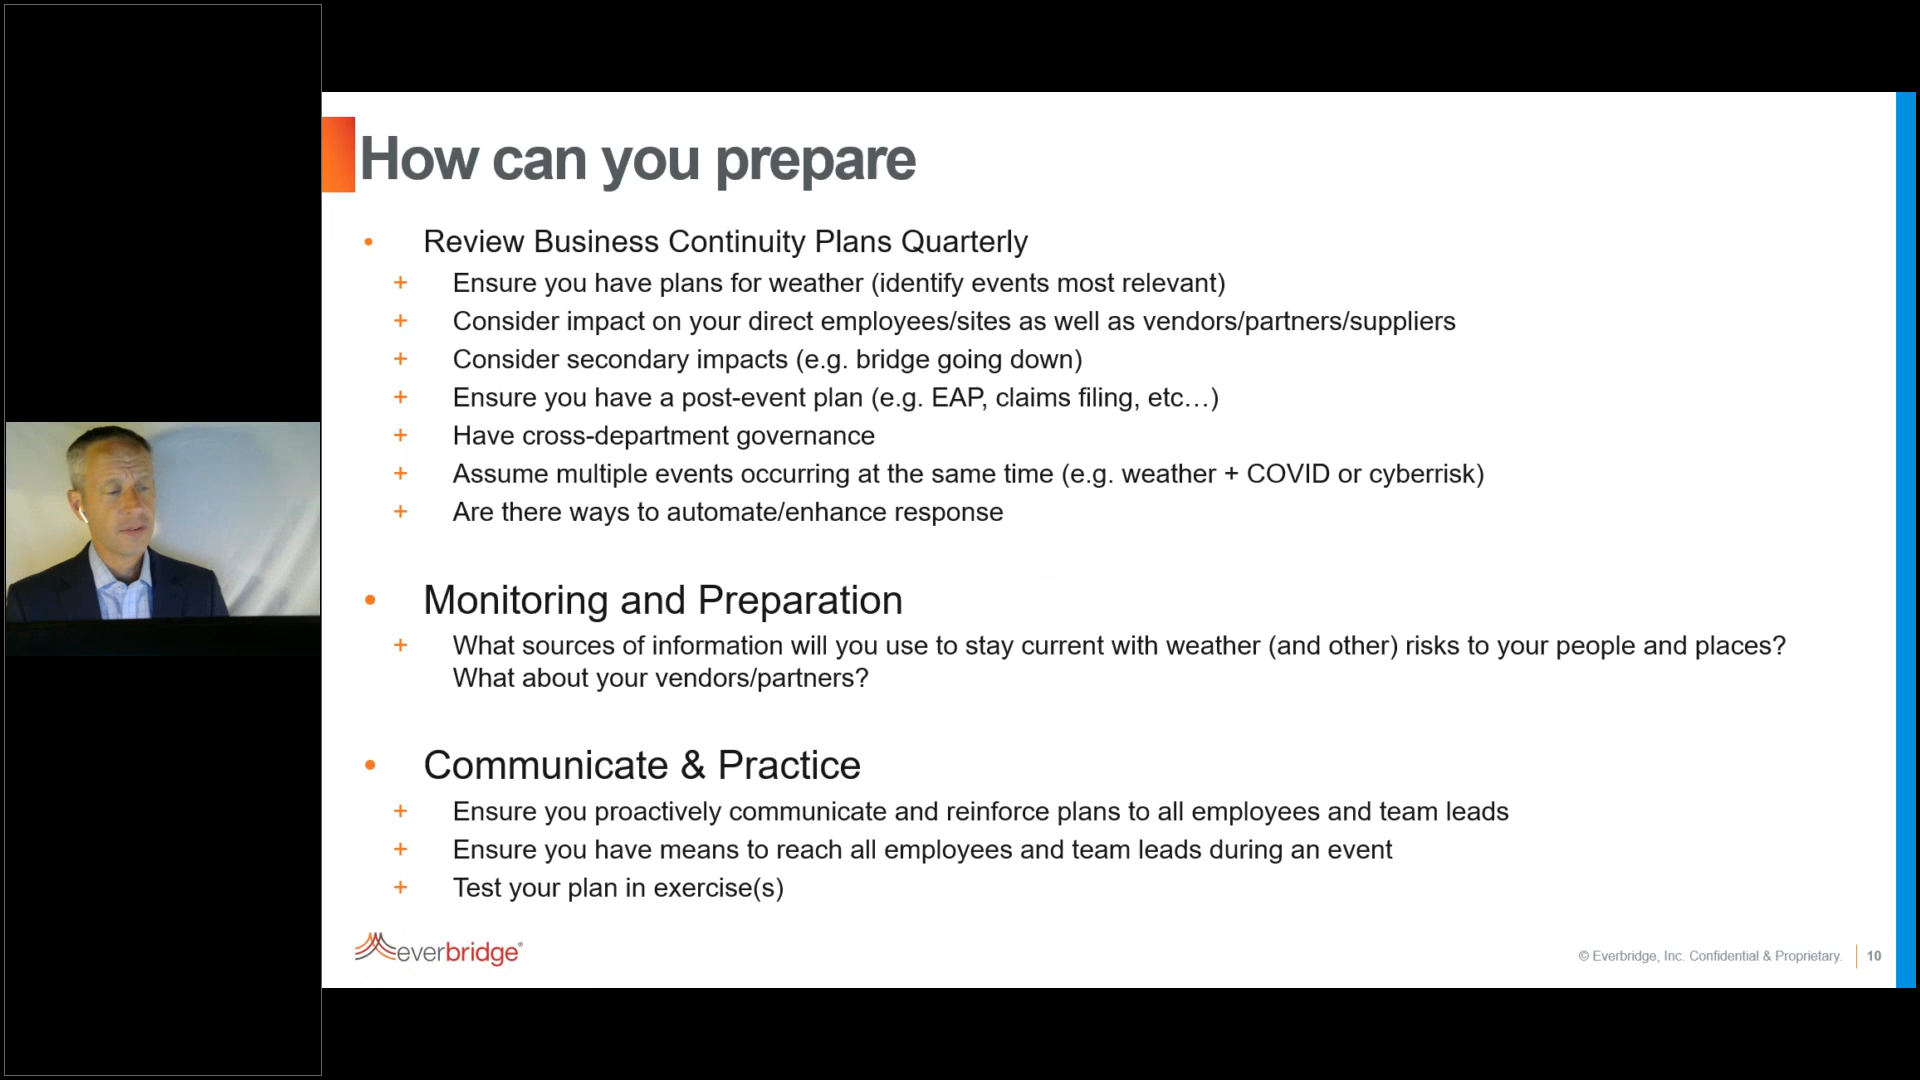 How can you prepare
• Review Business Continuity Plans Quarterly
+ Ensure you have plans for weather (identify events most relevant)
+ Consider impact on your direct employees/sites as well as vendors/partners/suppliers
+ Consider secondary impacts (e.g. bridge going down)
+ Ensure you have a post-event plan (e.g. EAP, claims filing, etc…)
+ Have cross-department governance
+ Assume multiple events occurring at the same time (e.g. weather + COVID or cyberrisk)
+ Are there ways to automate/enhance response
• Monitoring and Preparation
+ What sources of information will you use to stay current with weather (and other) risks to your people and places?
What about your vendors/partners?
• Communicate & Practice
+ Ensure you proactively communicate and reinforce plans to all employees and team leads
+ Ensure you have means to reach all employees and team leads during an event
+ Test your plan in exercise(s)
everbridge®
© Everbridge, Inc. Confidential & Proprietary. 10